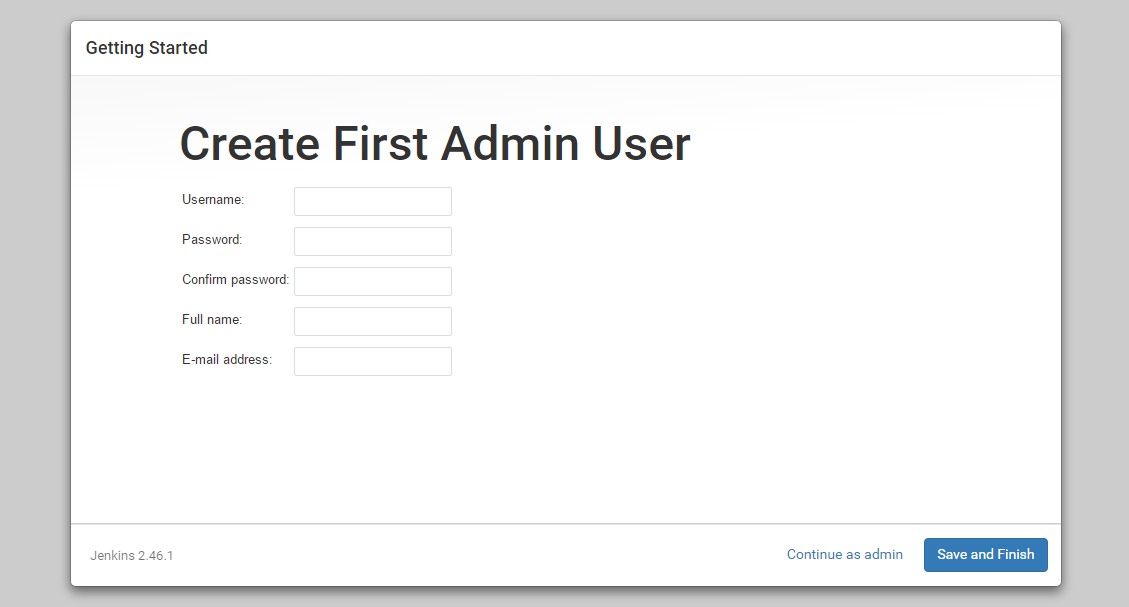 Getting Started
Create First Admin User
Username:
Password:
Confirm password:
Full name:
E-mail address:
Jenkins 2.46.1
Continue as admin
Save and Finish